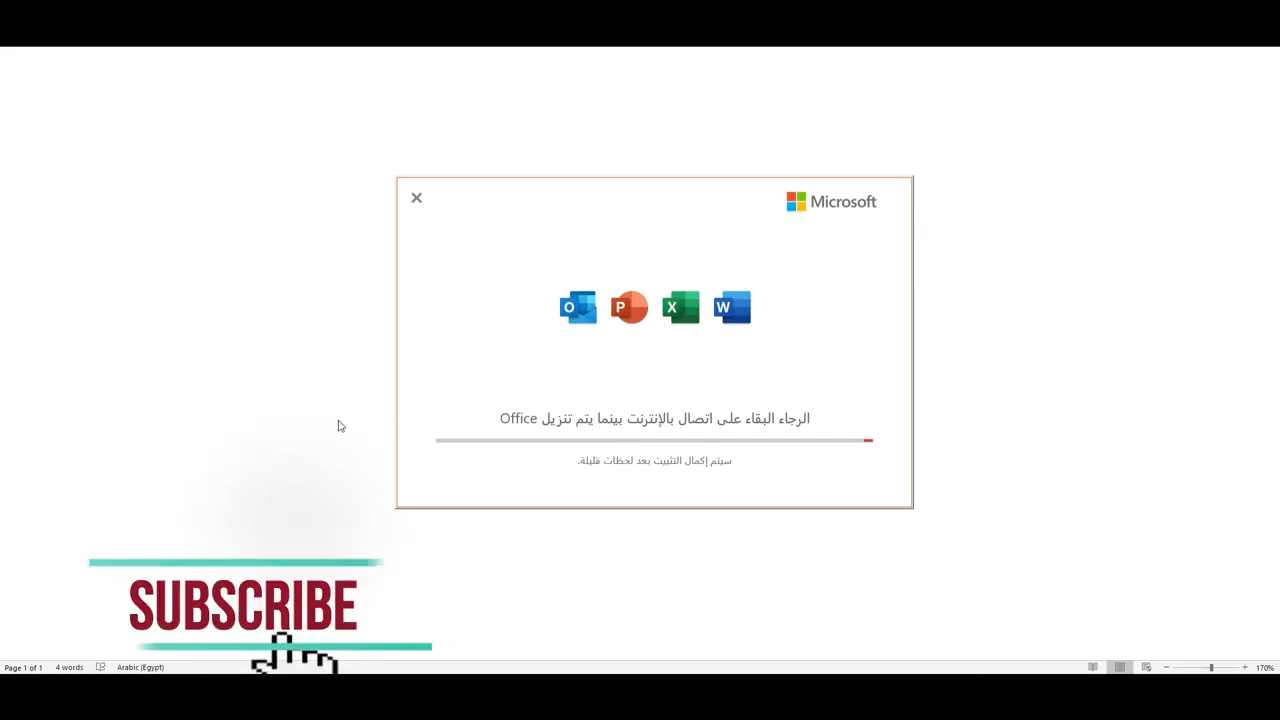 Microsoft
O P X W
الرجاء البقاء على اتصال بالإنترنت بينما يتم تنزيل Office
سيتم إكمال التثبيت بعد لحظات قليلة.
SUBSCRIBE
Page 1 of 1 4 words Arabic (Egypt) 170%